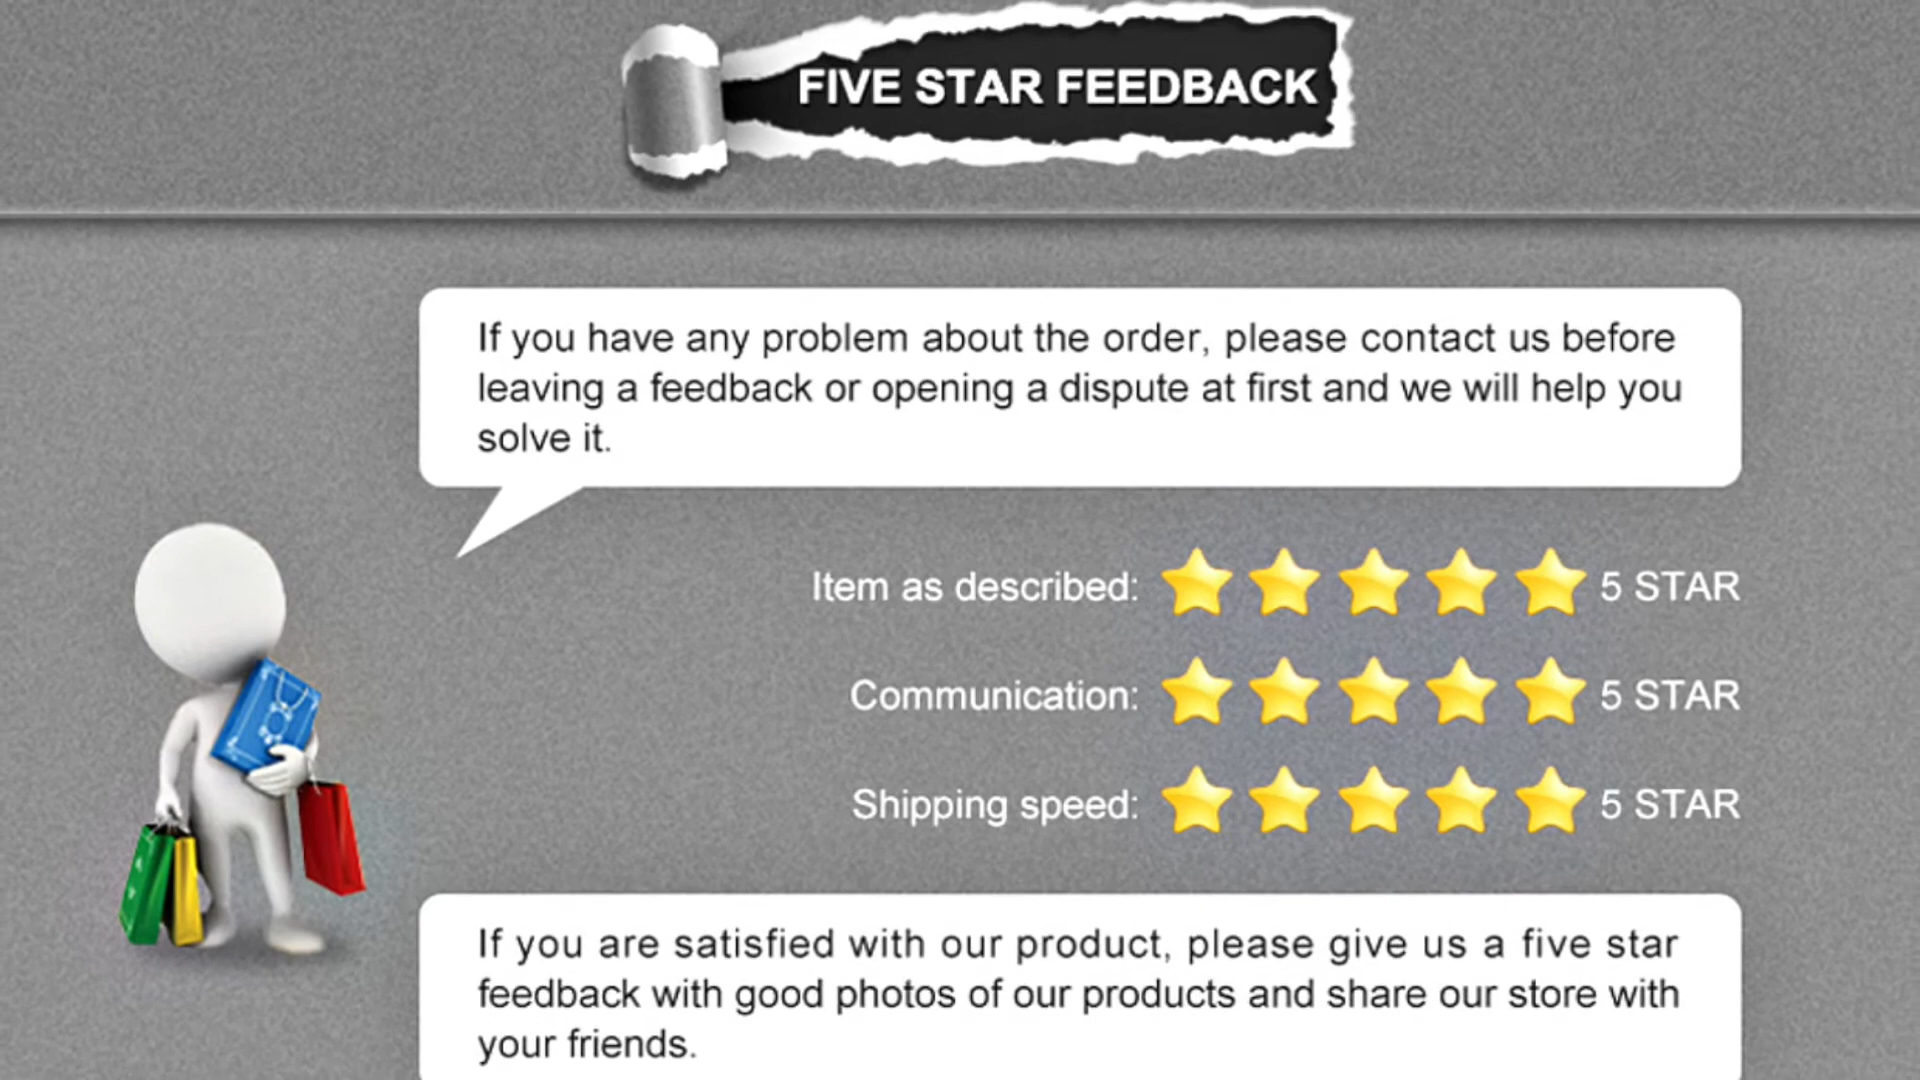 FIVE STAR FEEDBACK
If you have any problem about the order, please contact us before
leaving a feedback or opening a dispute at first and we will help you
solve it.
Item as described: 5 STAR
Communication: 5 STAR
Shipping speed: 5 STAR
If you are satisfied with our product, please give us a five star
feedback with good photos of our products and share our store with
your friends.